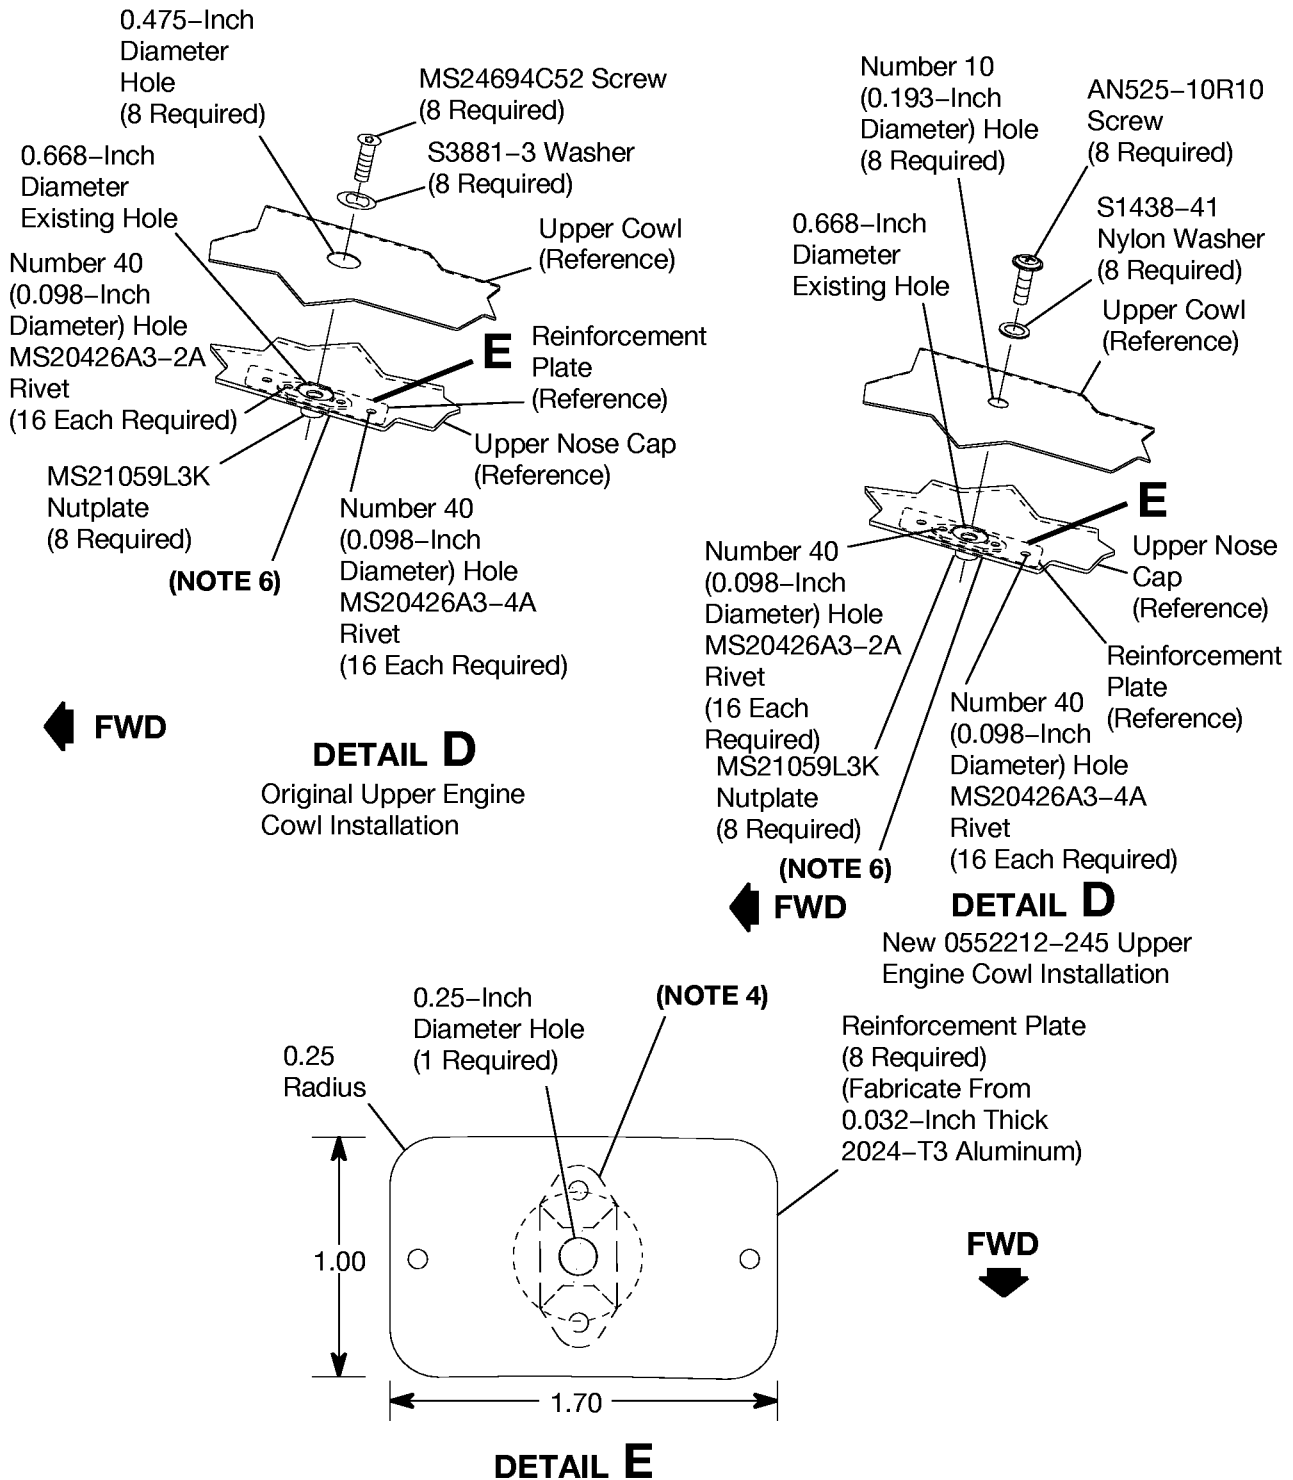 0.475–Inch
Diameter
Hole
(8 Required)
MS24694C52 Screw
(8 Required)
S3881–3 Washer
(8 Required)
0.668–Inch
Diameter
Existing Hole
Upper Cowl
(Reference)
Number 40
(0.098–Inch
Diameter) Hole
MS20426A3–2A
Rivet
(16 Each Required)
E
Reinforcement
Plate
(Reference)
Upper Nose Cap
(Reference)
MS21059L3K
Nutplate
(8 Required)
(NOTE 6)
Number 40
(0.098–Inch
Diameter) Hole
MS20426A3–4A
Rivet
(16 Each Required)
FWD
DETAIL D
Original Upper Engine
Cowl Installation
Number 10
(0.193–Inch
Diameter) Hole
(8 Required)
AN525–10R10
Screw
(8 Required)
S1438–41
Nylon Washer
(8 Required)
0.668–Inch
Diameter
Existing Hole
Upper Cowl
(Reference)
E
Upper Nose
Cap
(Reference)
Number 40
(0.098–Inch
Diameter) Hole
MS20426A3–2A
Rivet
(16 Each
Required)
Reinforcement
Plate
(Reference)
MS21059L3K
Nutplate
(8 Required)
(NOTE 6)
Number 40
(0.098–Inch
Diameter) Hole
MS20426A3–4A
Rivet
(16 Each Required)
FWD
DETAIL D
New 0552212–245 Upper
Engine Cowl Installation
0.25–Inch
Diameter Hole
(1 Required)
(NOTE 4)
0.25
Radius
Reinforcement Plate
(8 Required)
(Fabricate From
0.032–Inch Thick
2024–T3 Aluminum)
1.00
FWD
1.70
DETAIL E